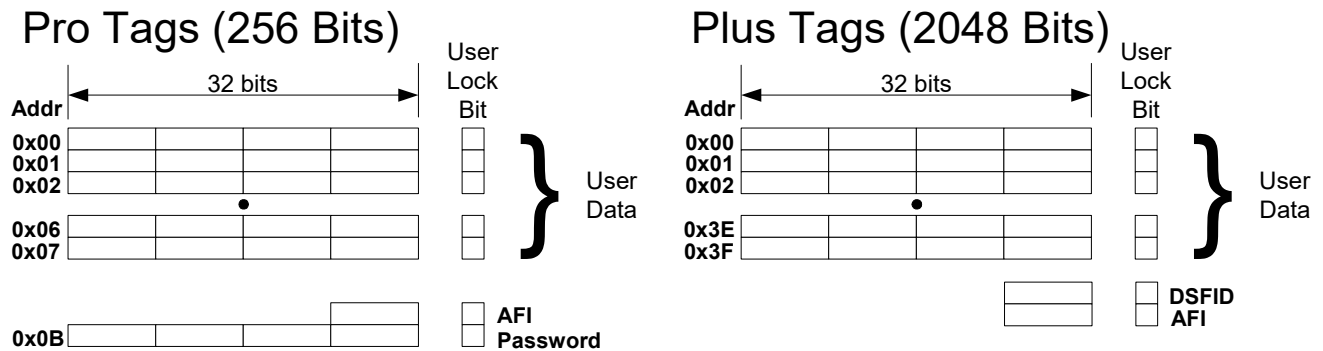 Pro Tags (256 Bits)
User
Lock
Bit
32 bits
Addr
0x00
0x01
0x02
0x06
0x07
User
Data
AFI
0x0B
Password
Plus Tags (2048 Bits)
User
Lock
Bit
32 bits
Addr
0x00
0x01
0x02
0x3E
0x3F
User
Data
DSFID
AFI